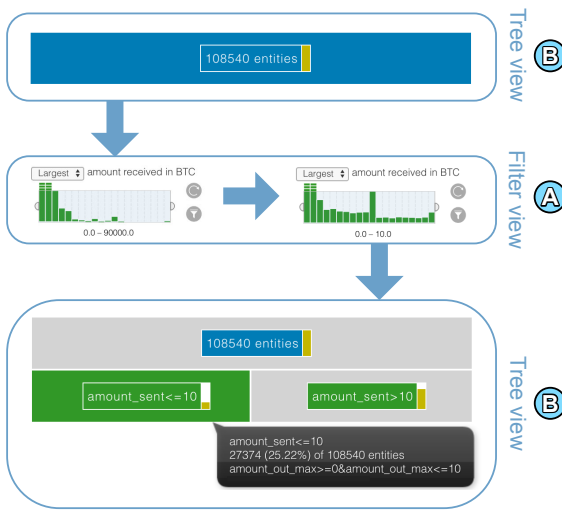 108540 entities
Tree view
B
Largest amount received in BTC
0.0 – 90000.0
Largest amount received in BTC
0.0 – 10.0
Filter view
A
108540 entities
amount_sent<=10
amount_sent>10
amount_sent<=10
27374 (25.22%) of 108540 entities
amount_out_max>=0&amount_out_max<=10
Tree view
B